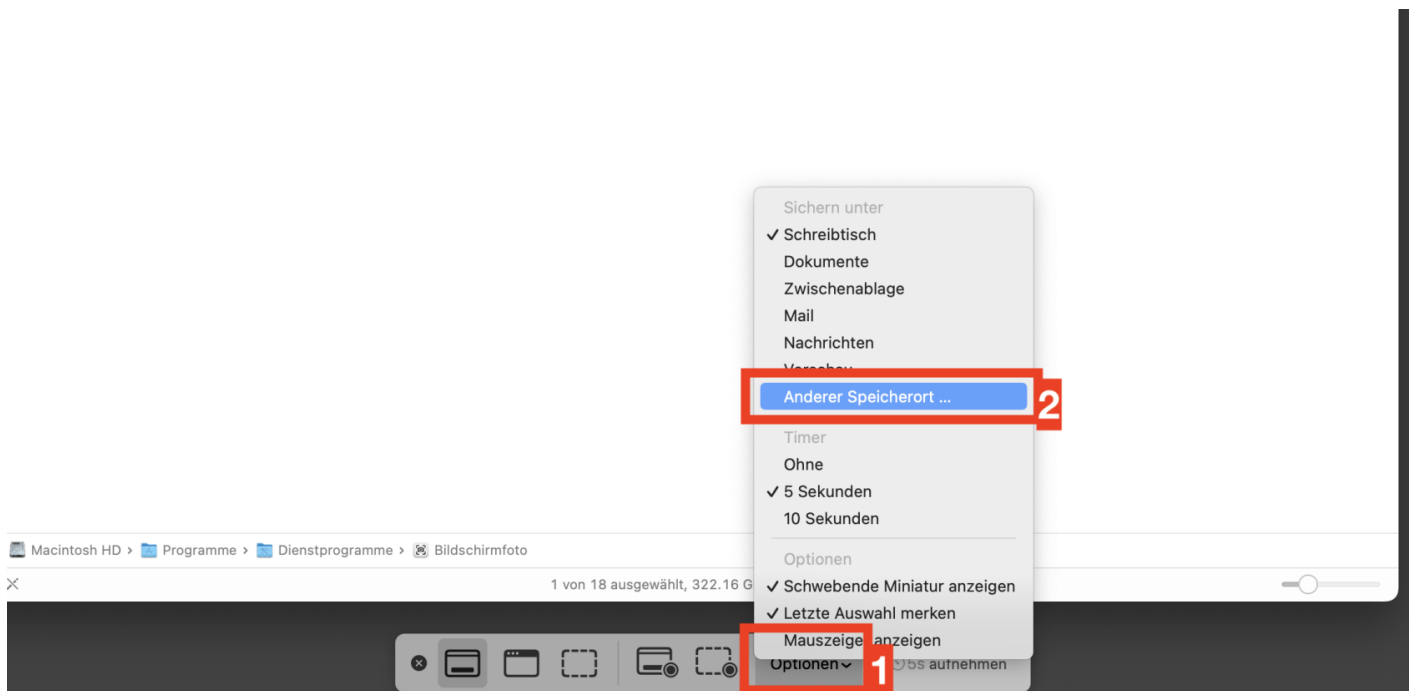 Sichern unter
✓ Schreibtisch
Dokumente
Zwischenablage
Mail
Nachrichten
Vorschau
Anderer Speicherort ...
2
Timer
Ohne
✓ 5 Sekunden
10 Sekunden
Macintosh HD › Programme › Dienstprogramme › Bildschirmfoto
Optionen
1 von 18 ausgewählt, 322.16 G
✓ Schwebende Miniatur anzeigen
✓ Letzte Auswahl merken
Mauszeiger anzeigen
Optionen
1
5s aufnehmen